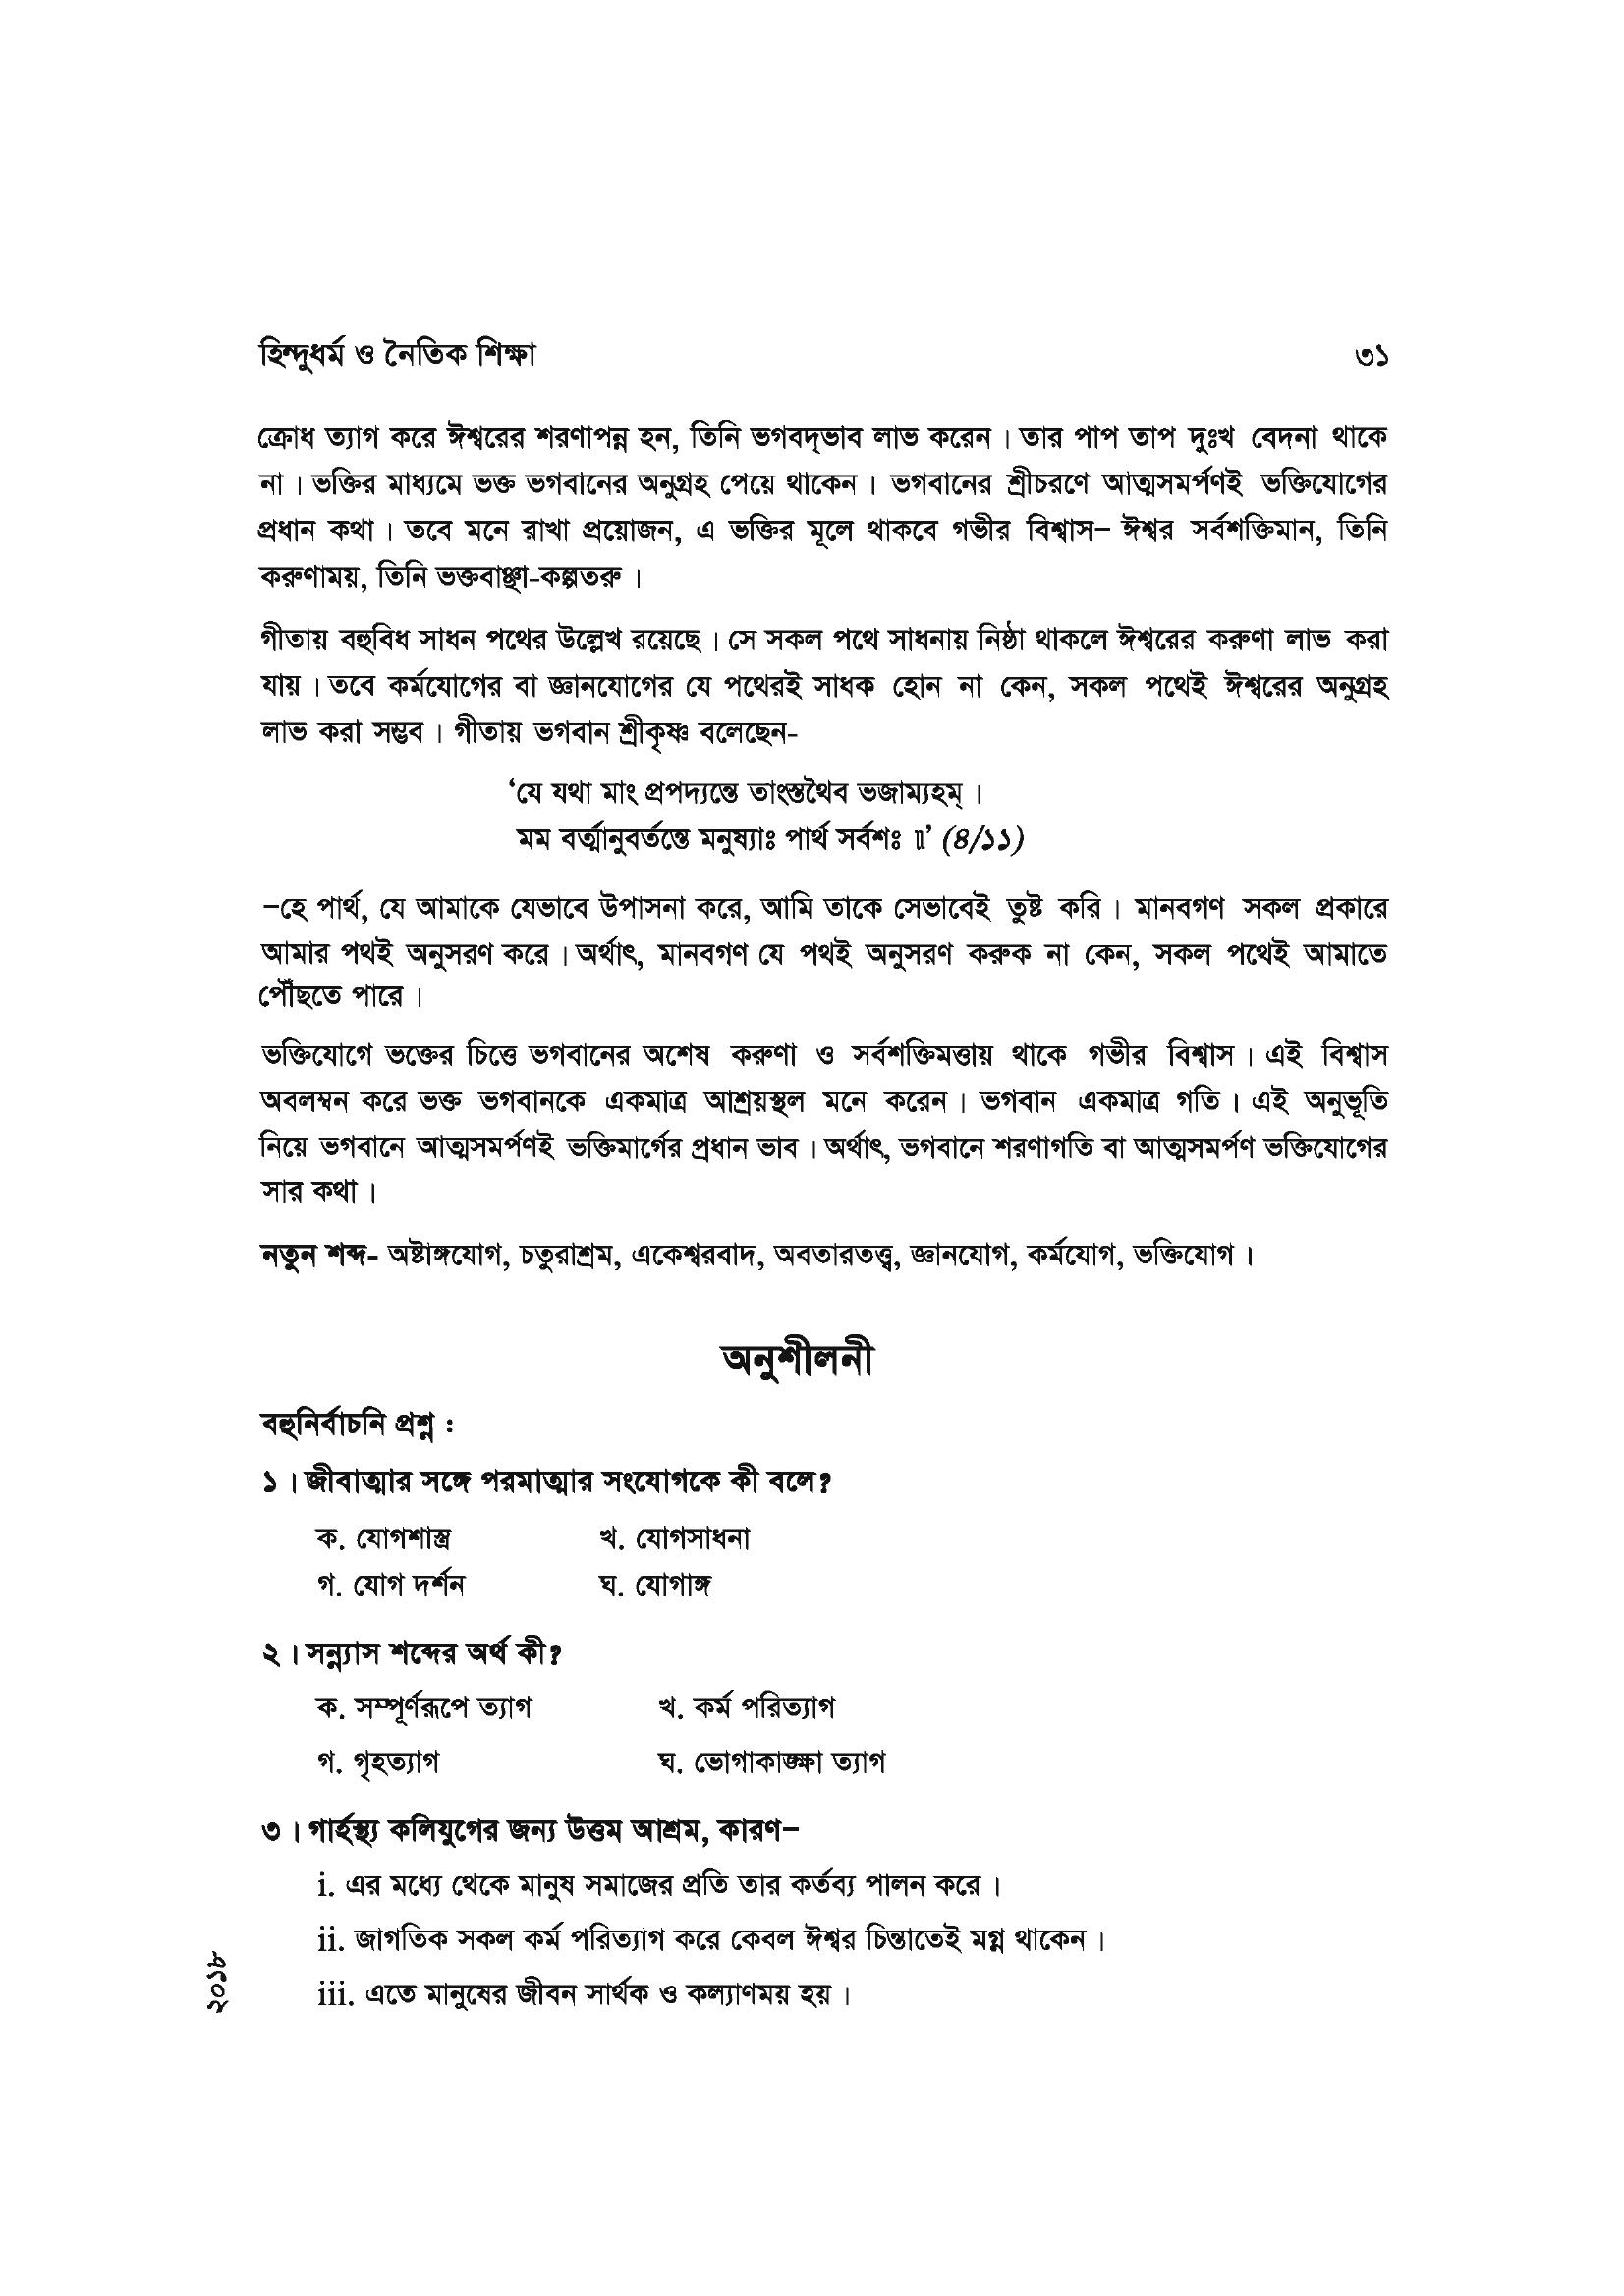 হিন্দুধর্ম ও নৈতিক শিক্ষা ৩১
ক্রোধ ত্যাগ করে ঈশ্বরের শরণাপন্ন হন, তিনি ভগবদ্ভাব লাভ করেন। তার পাপ তাপ দুঃখ বেদনা থাকে
না। ভক্তির মাধ্যমে ভক্ত ভগবানের অনুগ্রহ পেয়ে থাকেন। ভগবানের শ্রীচরণে আত্মসমর্পণই ভক্তিযোগের
প্রধান কথা। তবে মনে রাখা প্রয়োজন, এ ভক্তির মূলে থাকবে গভীর বিশ্বাস– ঈশ্বর সর্বশক্তিমান, তিনি
করুণাময়, তিনি ভক্তবাঞ্ছা-কল্পতরু।
গীতায় বহুবিধ সাধন পথের উল্লেখ রয়েছে। সে সকল পথে সাধনায় নিষ্ঠা থাকলে ঈশ্বরের করুণা লাভ করা
যায়। তবে কর্মযোগের বা জ্ঞানযোগের যে পথেরই সাধক হোন না কেন, সকল পথেই ঈশ্বরের অনুগ্রহ
লাভ করা সম্ভব। গীতায় ভগবান শ্রীকৃষ্ণ বলেছেন-
‘যে যথা মাং প্রপদ্যন্তে তাংস্তথৈব ভজাম্যহম্।
মম বর্ত্মানুবর্তন্তে মনুষ্যাঃ পার্থ সর্বশঃ॥’ (৪/১১)
–হে পার্থ, যে আমাকে যেভাবে উপাসনা করে, আমি তাকে সেভাবেই তুষ্ট করি। মানবগণ সকল প্রকারে
আমার পথই অনুসরণ করে। অর্থাৎ, মানবগণ যে পথই অনুসরণ করুক না কেন, সকল পথেই আমাতে
পৌঁছতে পারে।
ভক্তিযোগে ভক্তের চিত্তে ভগবানের অশেষ করুণা ও সর্বশক্তিমত্তায় থাকে গভীর বিশ্বাস। এই বিশ্বাস
অবলম্বন করে ভক্ত ভগবানকে একমাত্র আশ্রয়স্থল মনে করেন। ভগবান একমাত্র গতি। এই অনুভূতি
নিয়ে ভগবানে আত্মসমর্পণই ভক্তিমার্গের প্রধান ভাব। অর্থাৎ, ভগবানে শরণাগতি বা আত্মসমর্পণ ভক্তিযোগের
সার কথা।
নতুন শব্দ- অষ্টাঙ্গযোগ, চতুরাশ্রম, একেশ্বরবাদ, অবতারতত্ত্ব, জ্ঞানযোগ, কর্মযোগ, ভক্তিযোগ।
অনুশীলনী
বহুনির্বাচনি প্রশ্ন :
১। জীবাত্মার সঙ্গে পরমাত্মার সংযোগকে কী বলে?
ক. যোগশাস্ত্র খ. যোগসাধনা
গ. যোগ দর্শন ঘ. যোগাঙ্গ
২। সন্ন্যাস শব্দের অর্থ কী?
ক. সম্পূর্ণরূপে ত্যাগ খ. কর্ম পরিত্যাগ
গ. গৃহত্যাগ ঘ. ভোগাকাঙ্ক্ষা ত্যাগ
৩। গার্হস্থ্য কলিযুগের জন্য উত্তম আশ্রম, কারণ–
i. এর মধ্যে থেকে মানুষ সমাজের প্রতি তার কর্তব্য পালন করে।
ii. জাগতিক সকল কর্ম পরিত্যাগ করে কেবল ঈশ্বর চিন্তাতেই মগ্ন থাকেন।
iii. এতে মানুষের জীবন সার্থক ও কল্যাণময় হয়।
২০১৮